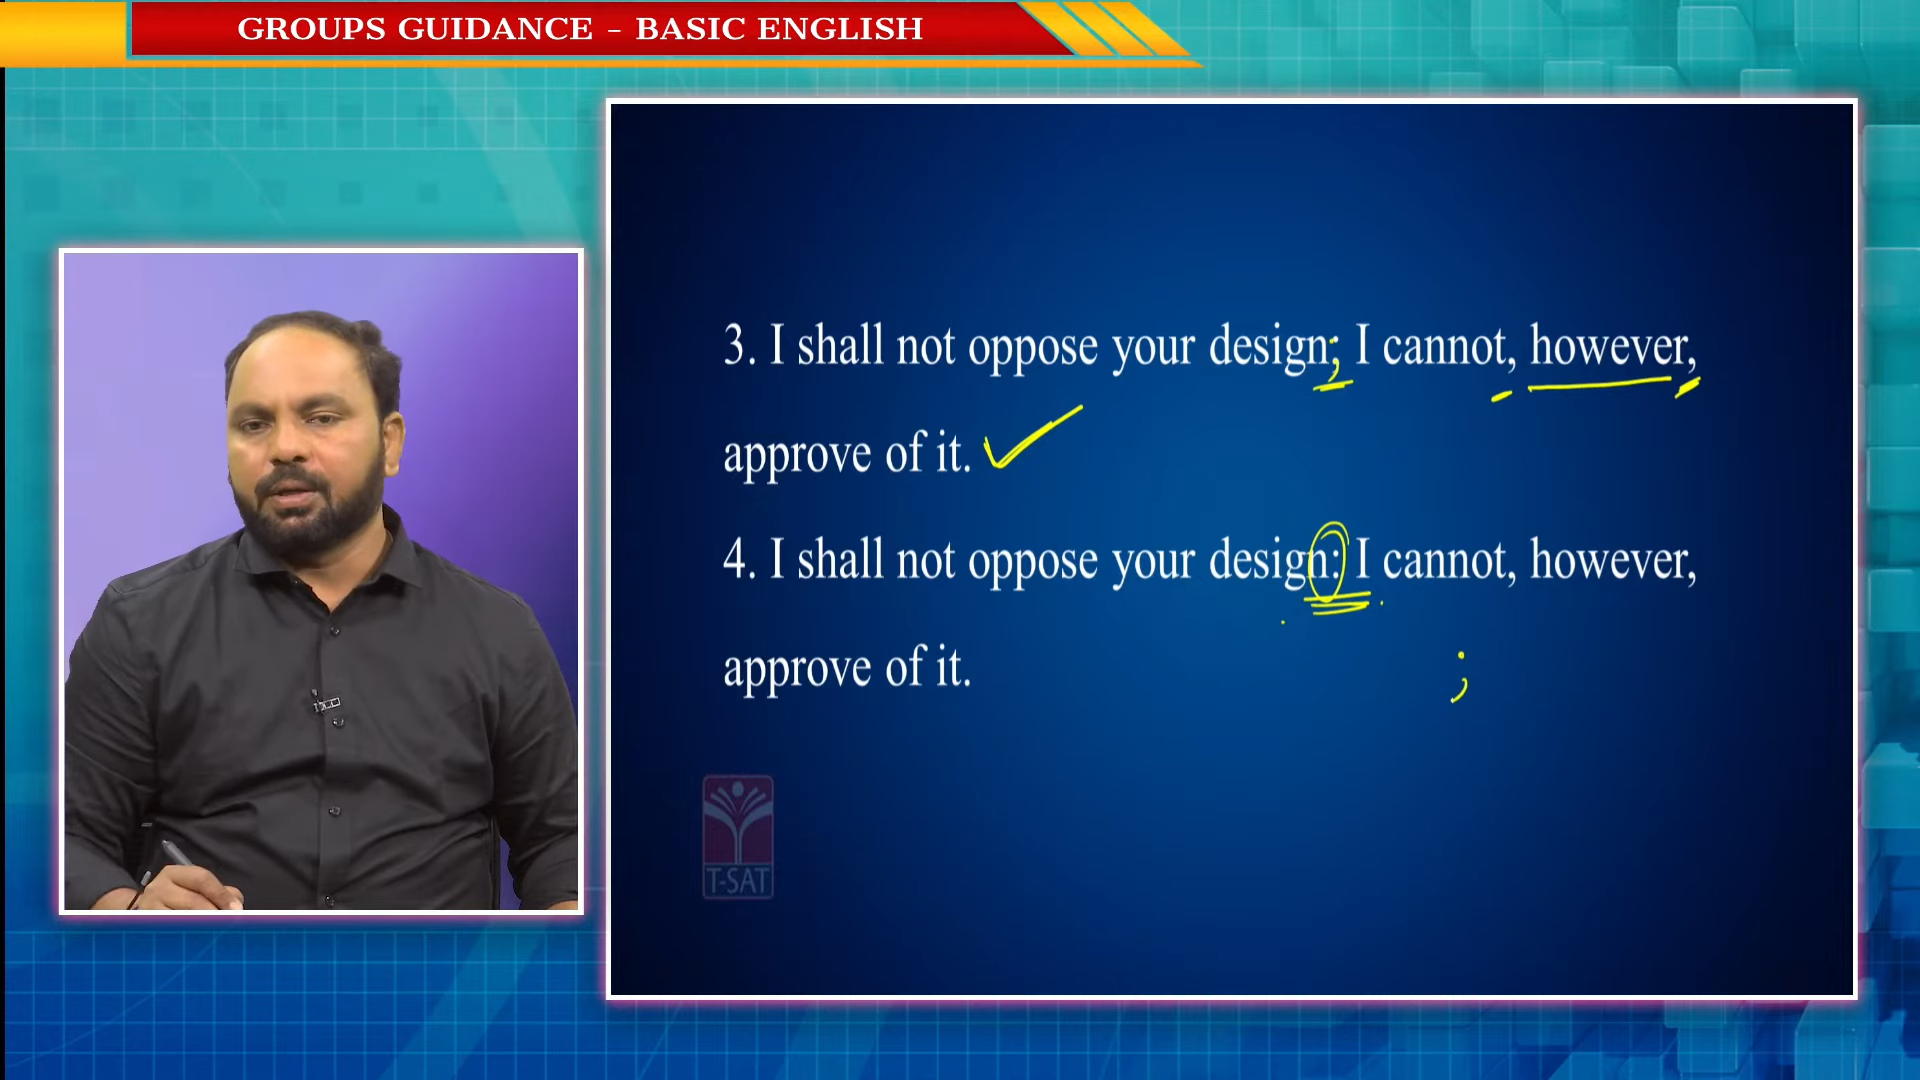 GROUPS GUIDANCE – BASIC ENGLISH
3. I shall not oppose your design; I cannot, however,
approve of it.
4. I shall not oppose your design: I cannot, however,
approve of it.
;
T-SAT